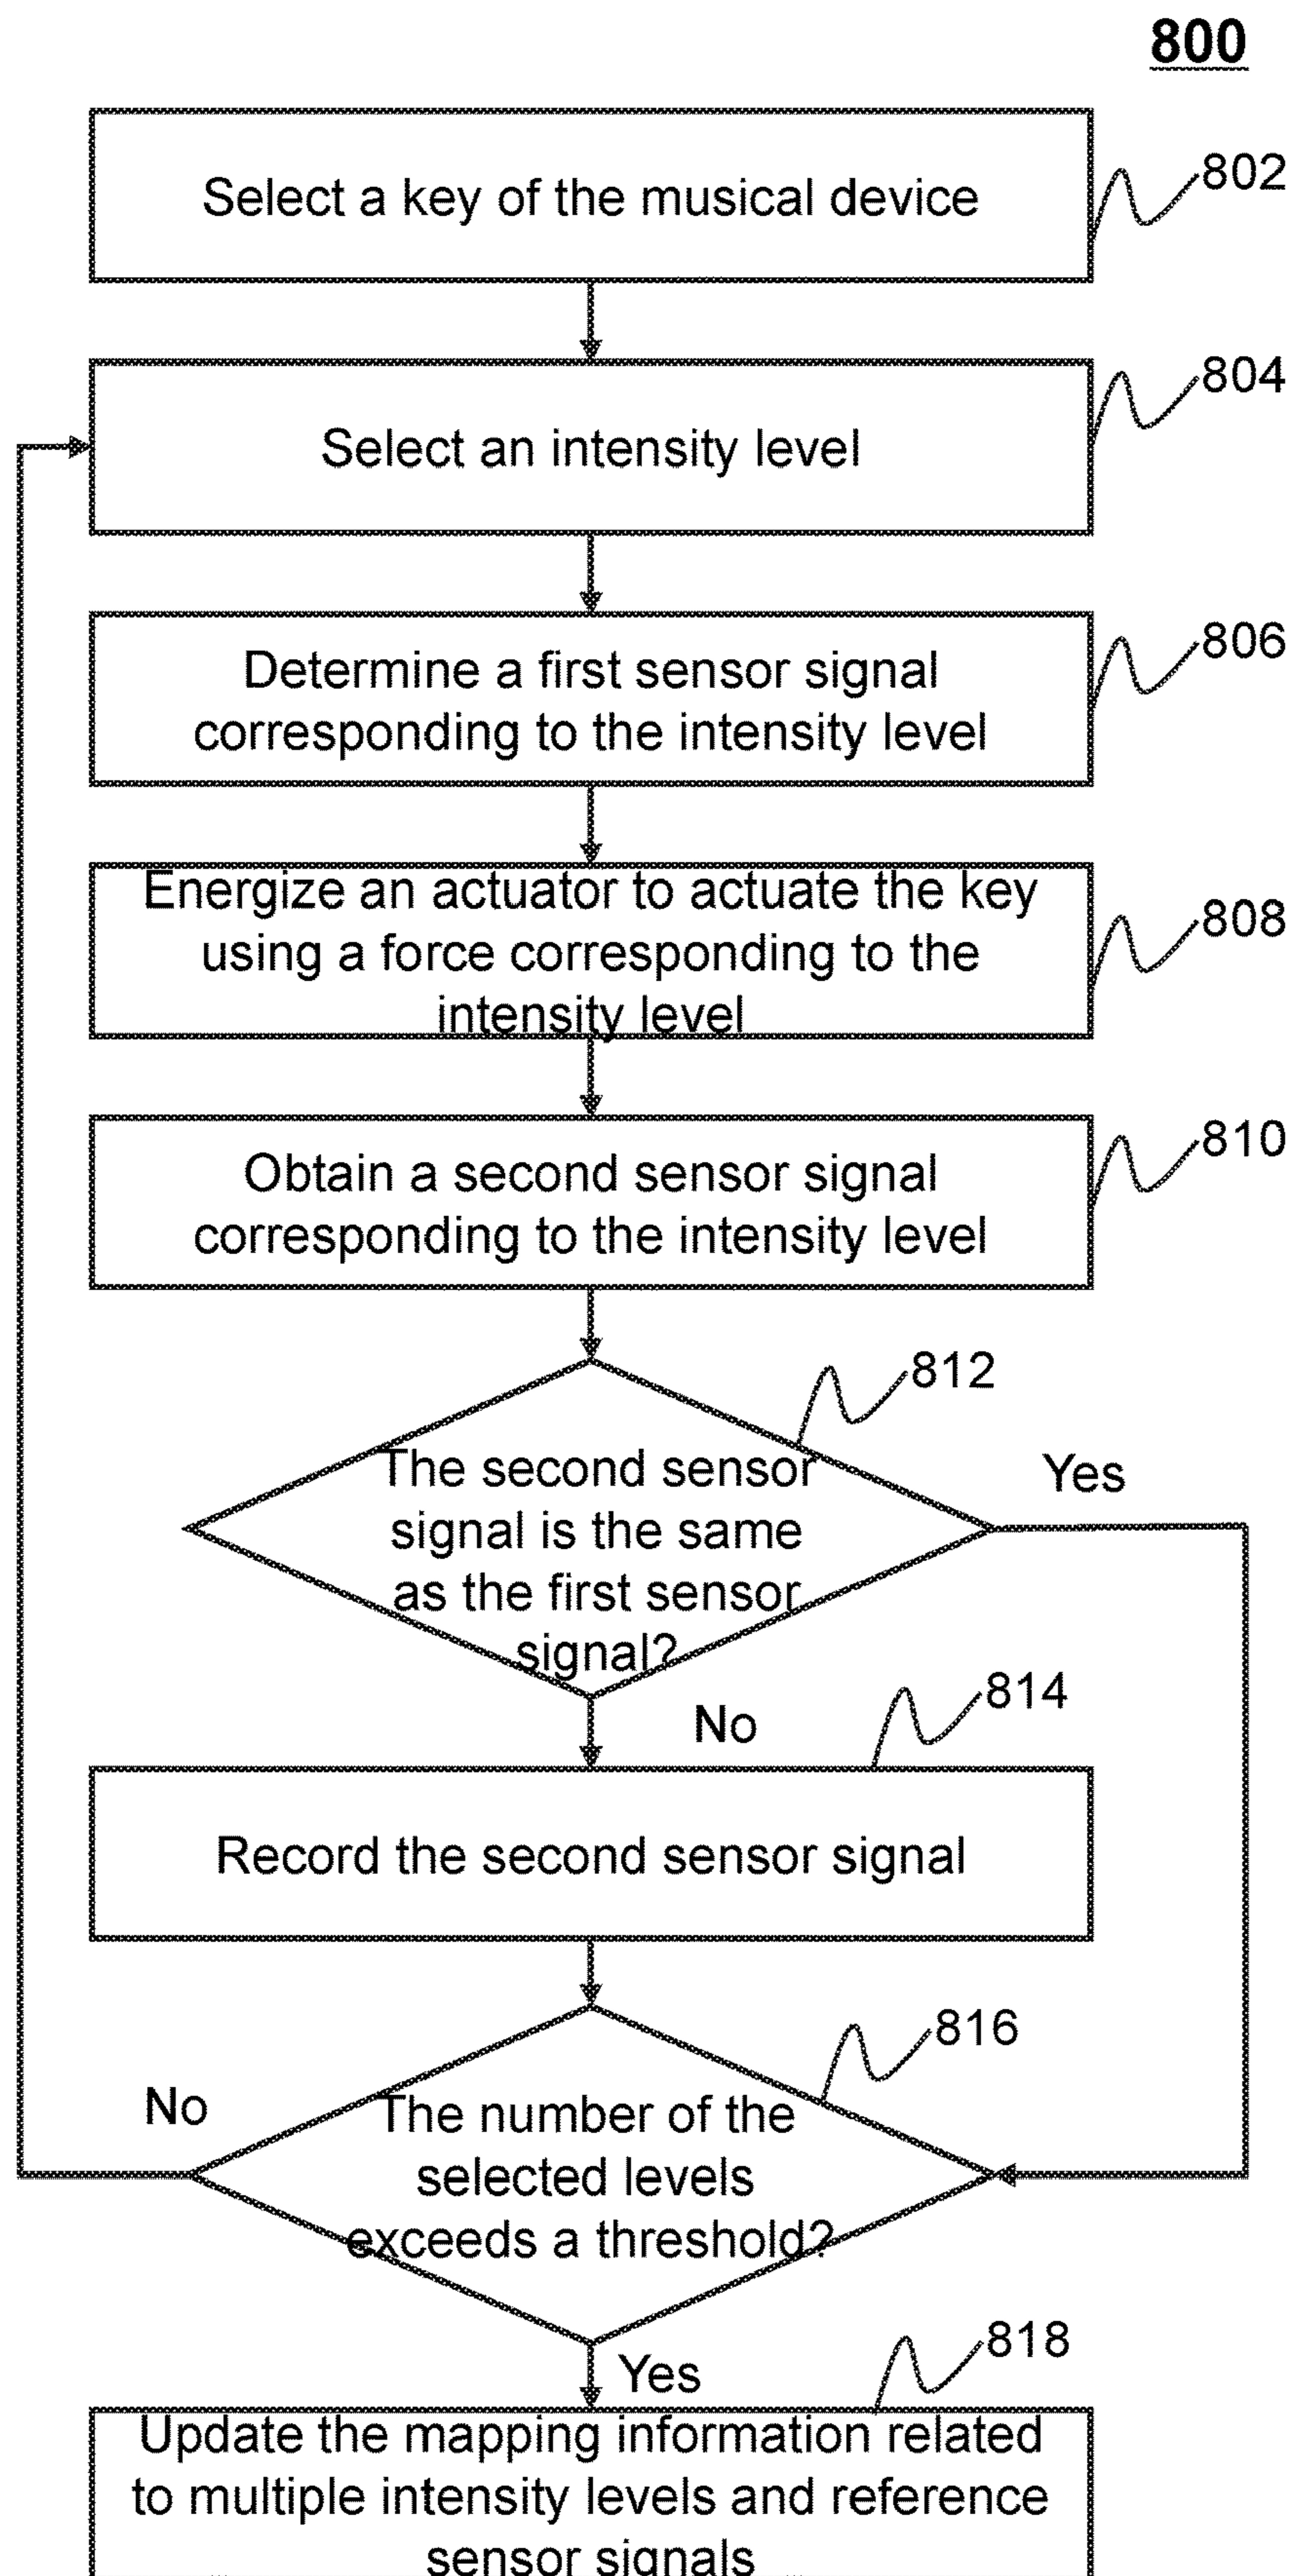 800
Select a key of the musical device
802
Select an intensity level
804
Determine a first sensor signal
corresponding to the intensity level
806
Energize an actuator to actuate the key
using a force corresponding to the
intensity level
808
Obtain a second sensor signal
corresponding to the intensity level
810
812
The second sensor
signal is the same
as the first sensor
signal?
Yes
No
814
Record the second sensor signal
816
The number of the
selected levels
exceeds a threshold?
No
Yes
818
Update the mapping information related
to multiple intensity levels and reference
sensor signals